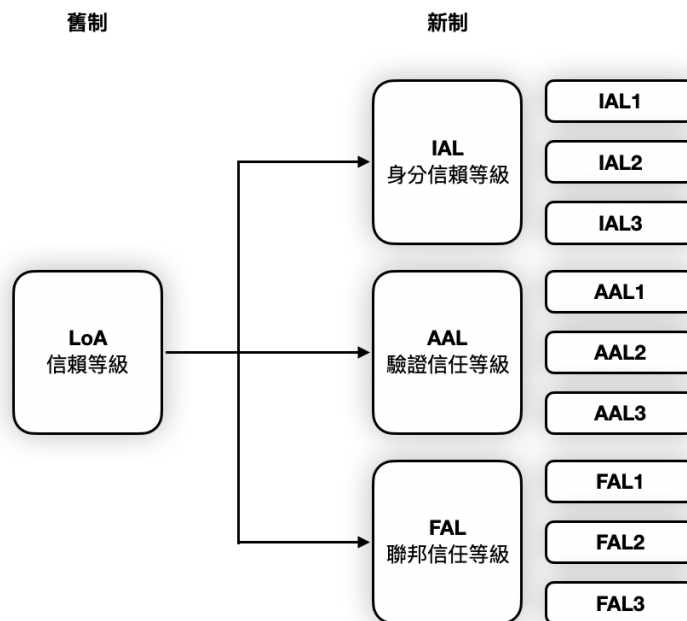 舊制
新制
LoA
信賴等級
IAL
身分信賴等級
IAL1
IAL2
IAL3
AAL
驗證信任等級
AAL1
AAL2
AAL3
FAL
聯邦信任等級
FAL1
FAL2
FAL3